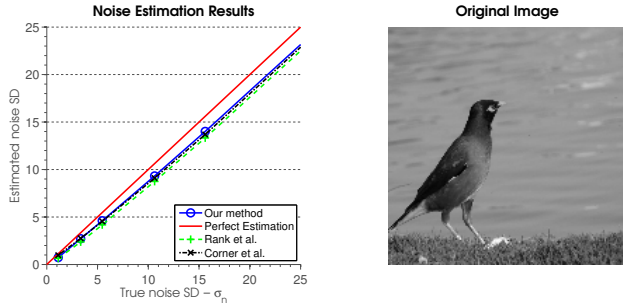 Noise Estimation Results
Original Image
Estimated noise SD
25
20
15
10
5
0
0 5 10 15 20 25
True noise SD – σn
Our method
Perfect Estimation
Rank et al.
Corner et al.